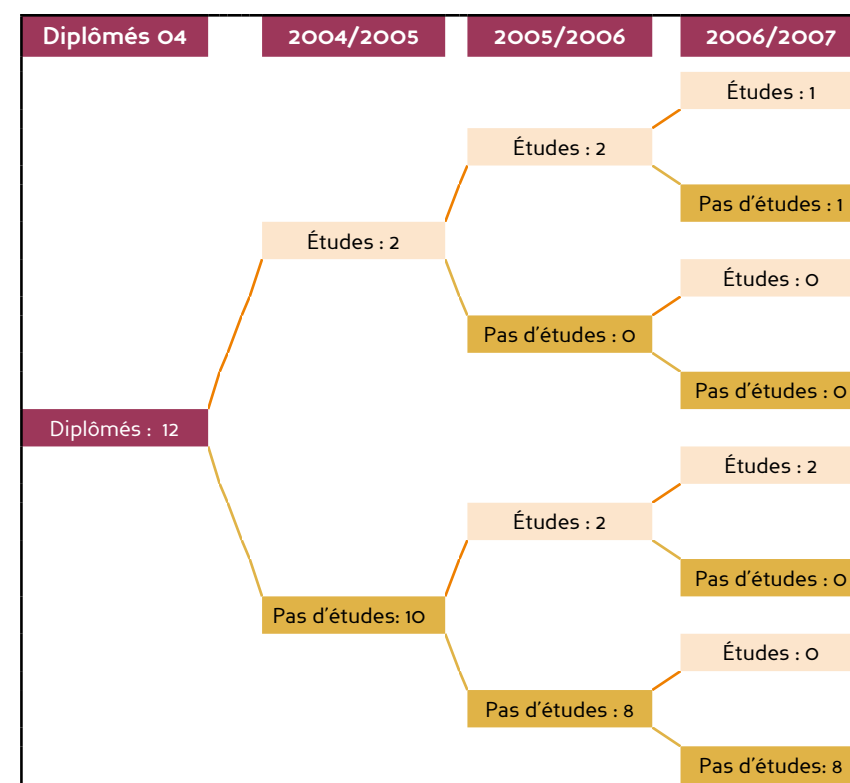 Diplômés 04 2004/2005 2005/2006 2006/2007
Études : 1
Études : 2
Pas d'études : 1
Études : 2
Études : 0
Pas d'études : 0
Pas d'études : 0
Diplômés : 12
Études : 2
Études : 2
Pas d'études : 0
Pas d'études: 10
Études : 0
Pas d'études : 8
Pas d'études: 8